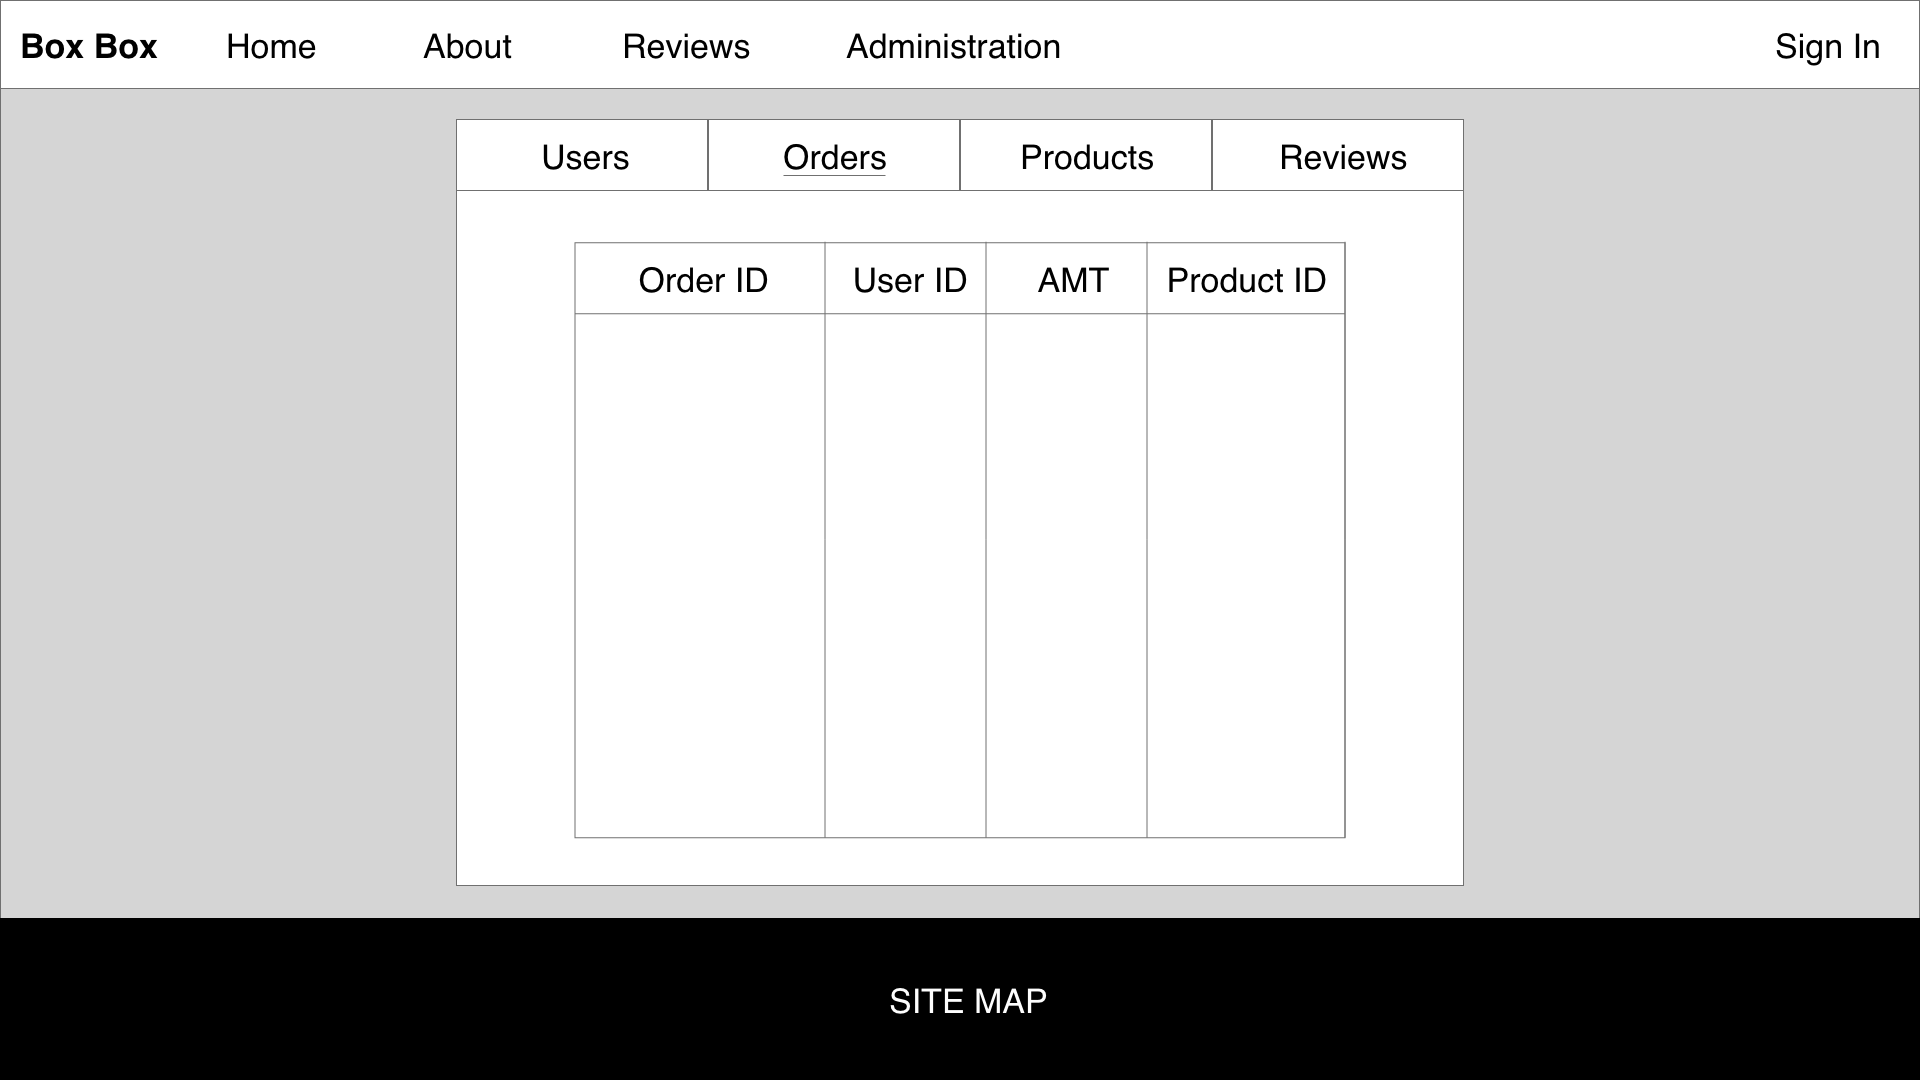 Box Box Home About Reviews Administration Sign In
Users Orders Products Reviews
Order ID User ID AMT Product ID
SITE MAP